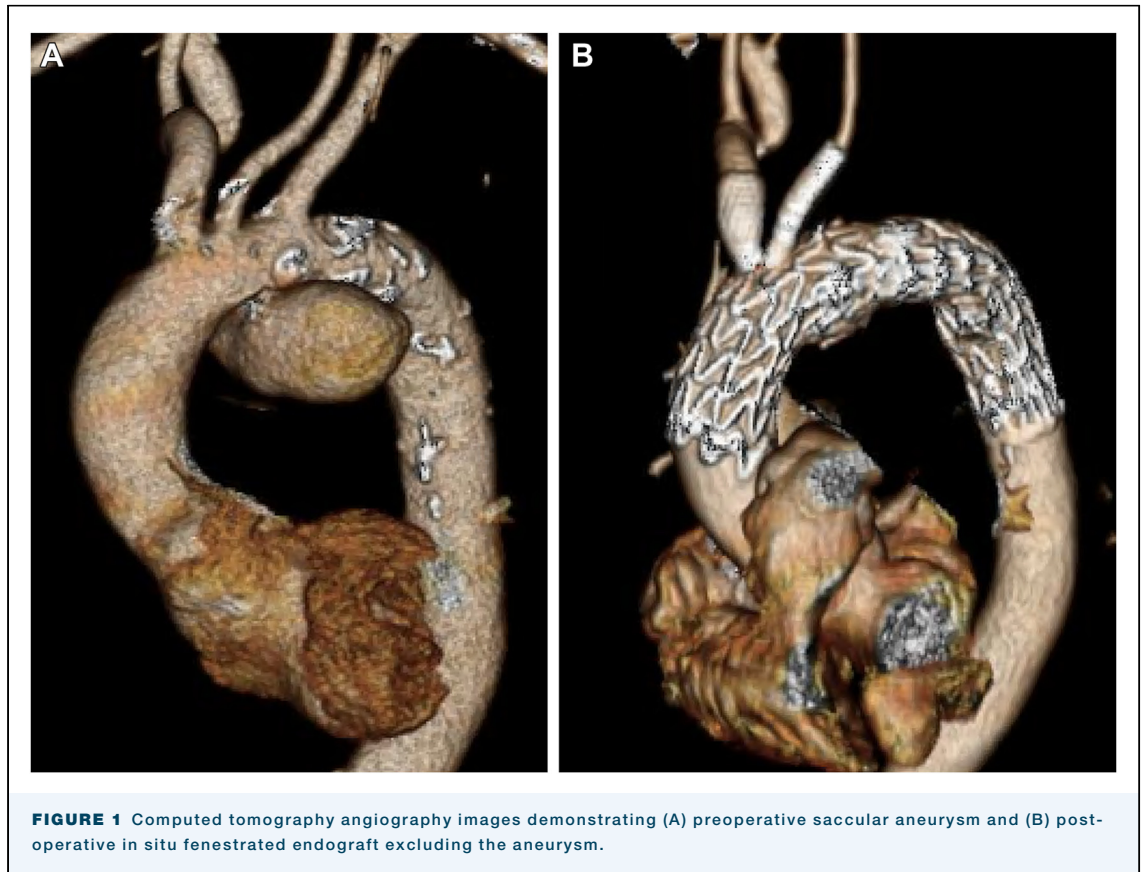 A
B
FIGURE 1 Computed tomography angiography images demonstrating (A) preoperative saccular aneurysm and (B) post-
operative in situ fenestrated endograft excluding the aneurysm.